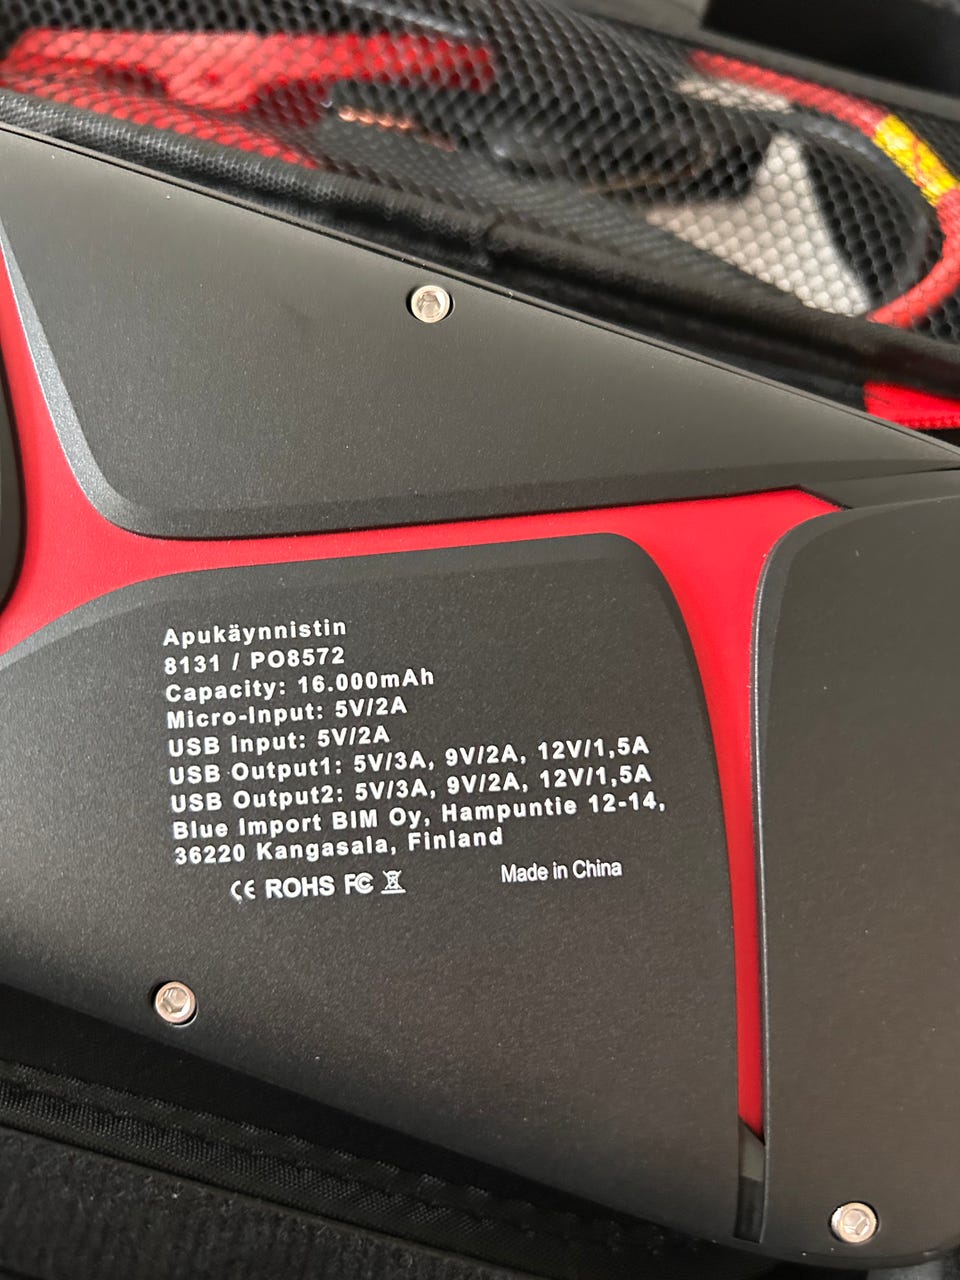 Apukäynnistin
8131 / PO8572
Capacity: 16.000mAh
Micro-Input: 5V/2A
USB Input: 5V/2A
USB Output1: 5V/3A, 9V/2A, 12V/1,5A
USB Output2: 5V/3A, 9V/2A, 12V/1,5A
Blue Import BIM Oy, Hampuntie 12-14,
36220 Kangasala, Finland
CE ROHS FC Made in China